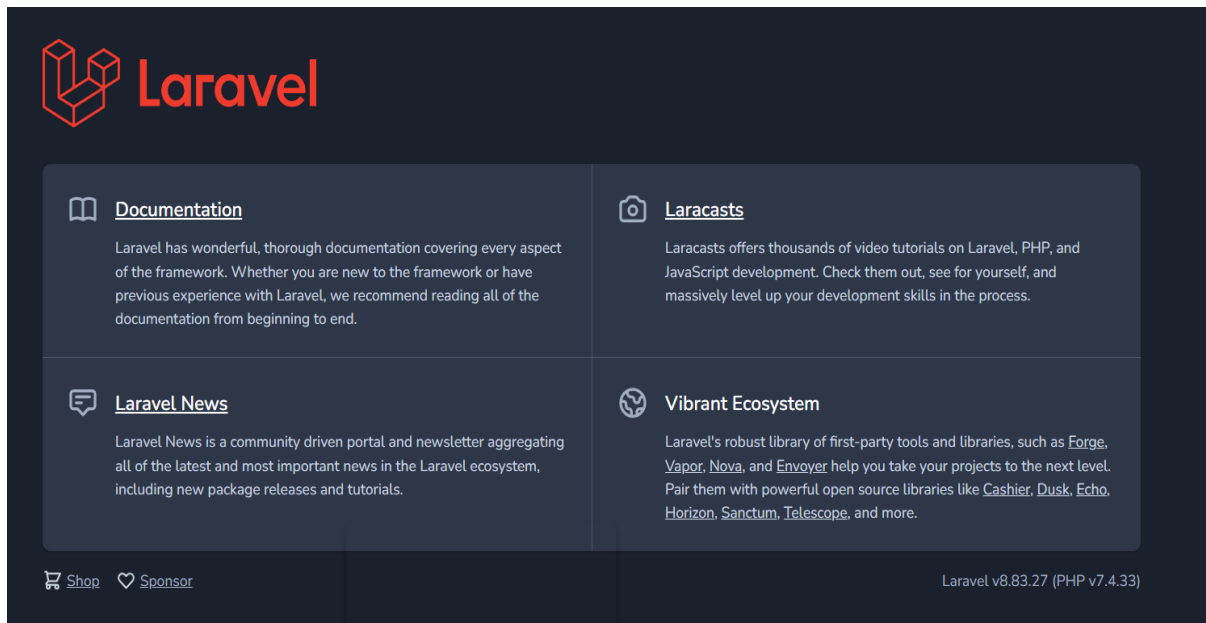 Laravel
Documentation
Laravel has wonderful, thorough documentation covering every aspect
of the framework. Whether you are new to the framework or have
previous experience with Laravel, we recommend reading all of the
documentation from beginning to end.
Laracasts
Laracasts offers thousands of video tutorials on Laravel, PHP, and
JavaScript development. Check them out, see for yourself, and
massively level up your development skills in the process.
Laravel News
Laravel News is a community driven portal and newsletter aggregating
all of the latest and most important news in the Laravel ecosystem,
including new package releases and tutorials.
Vibrant Ecosystem
Laravel's robust library of first-party tools and libraries, such as Forge,
Vapor, Nova, and Envoyer help you take your projects to the next level.
Pair them with powerful open source libraries like Cashier, Dusk, Echo,
Horizon, Sanctum, Telescope, and more.
Shop Sponsor
Laravel v8.83.27 (PHP v7.4.33)